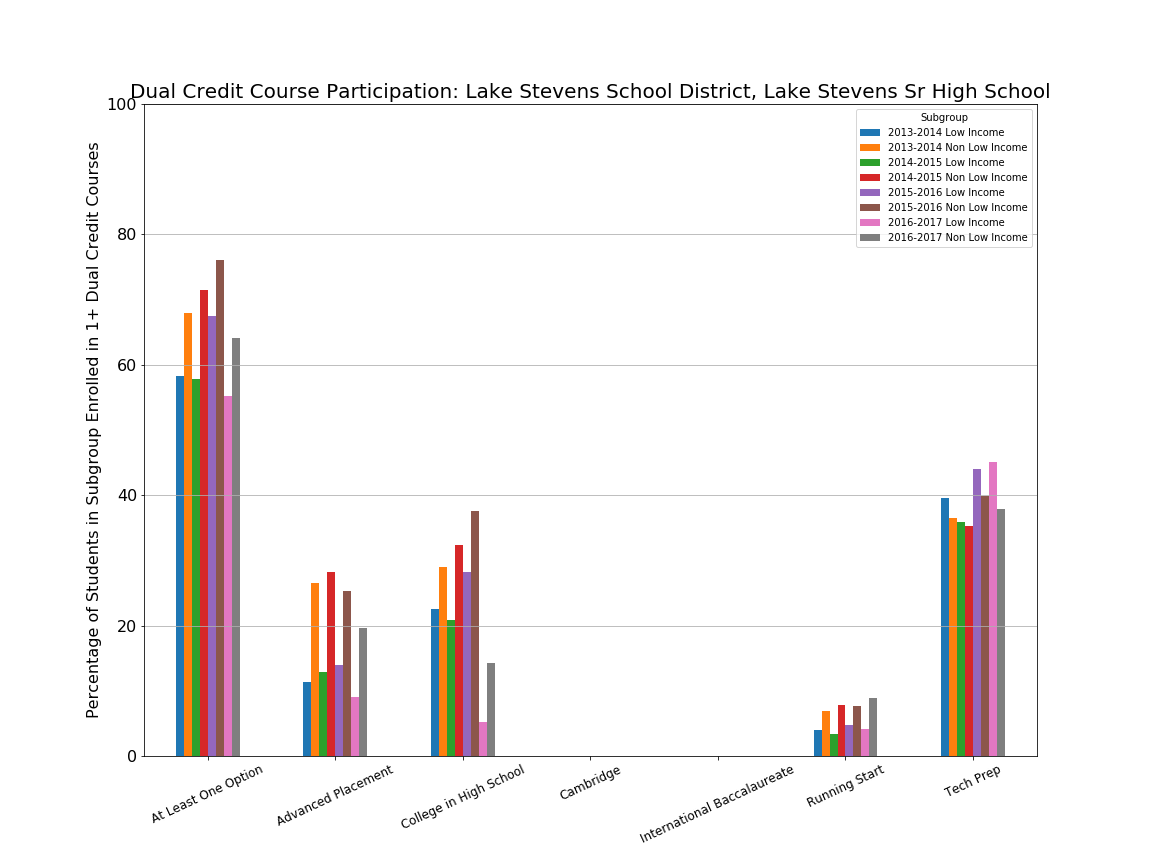 Dual Credit Course Participation: Lake Stevens School District, Lake Stevens Sr High School
Percentage of Students in Subgroup Enrolled in 1+ Dual Credit Courses
100
80
60
40
20
0
Subgroup
2013-2014 Low Income
2013-2014 Non Low Income
2014-2015 Low Income
2014-2015 Non Low Income
2015-2016 Low Income
2015-2016 Non Low Income
2016-2017 Low Income
2016-2017 Non Low Income
At Least One Option
Advanced Placement
College in High School
Cambridge
International Baccalaureate
Running Start
Tech Prep